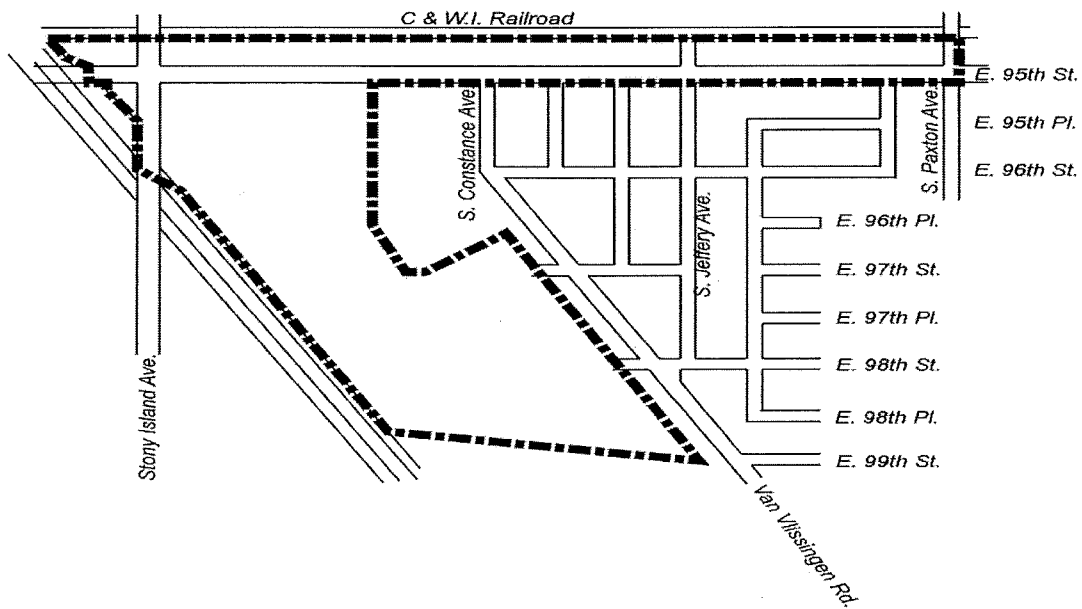 C & W.I. Railroad
E. 95th St.
E. 95th Pl.
E. 96th St.
S. Paxton Ave.
S. Constance Ave.
S. Jeffery Ave.
E. 96th Pl.
E. 97th St.
E. 97th Pl.
E. 98th St.
E. 98th Pl.
E. 99th St.
Stony Island Ave.
Van Vlissingen Rd.